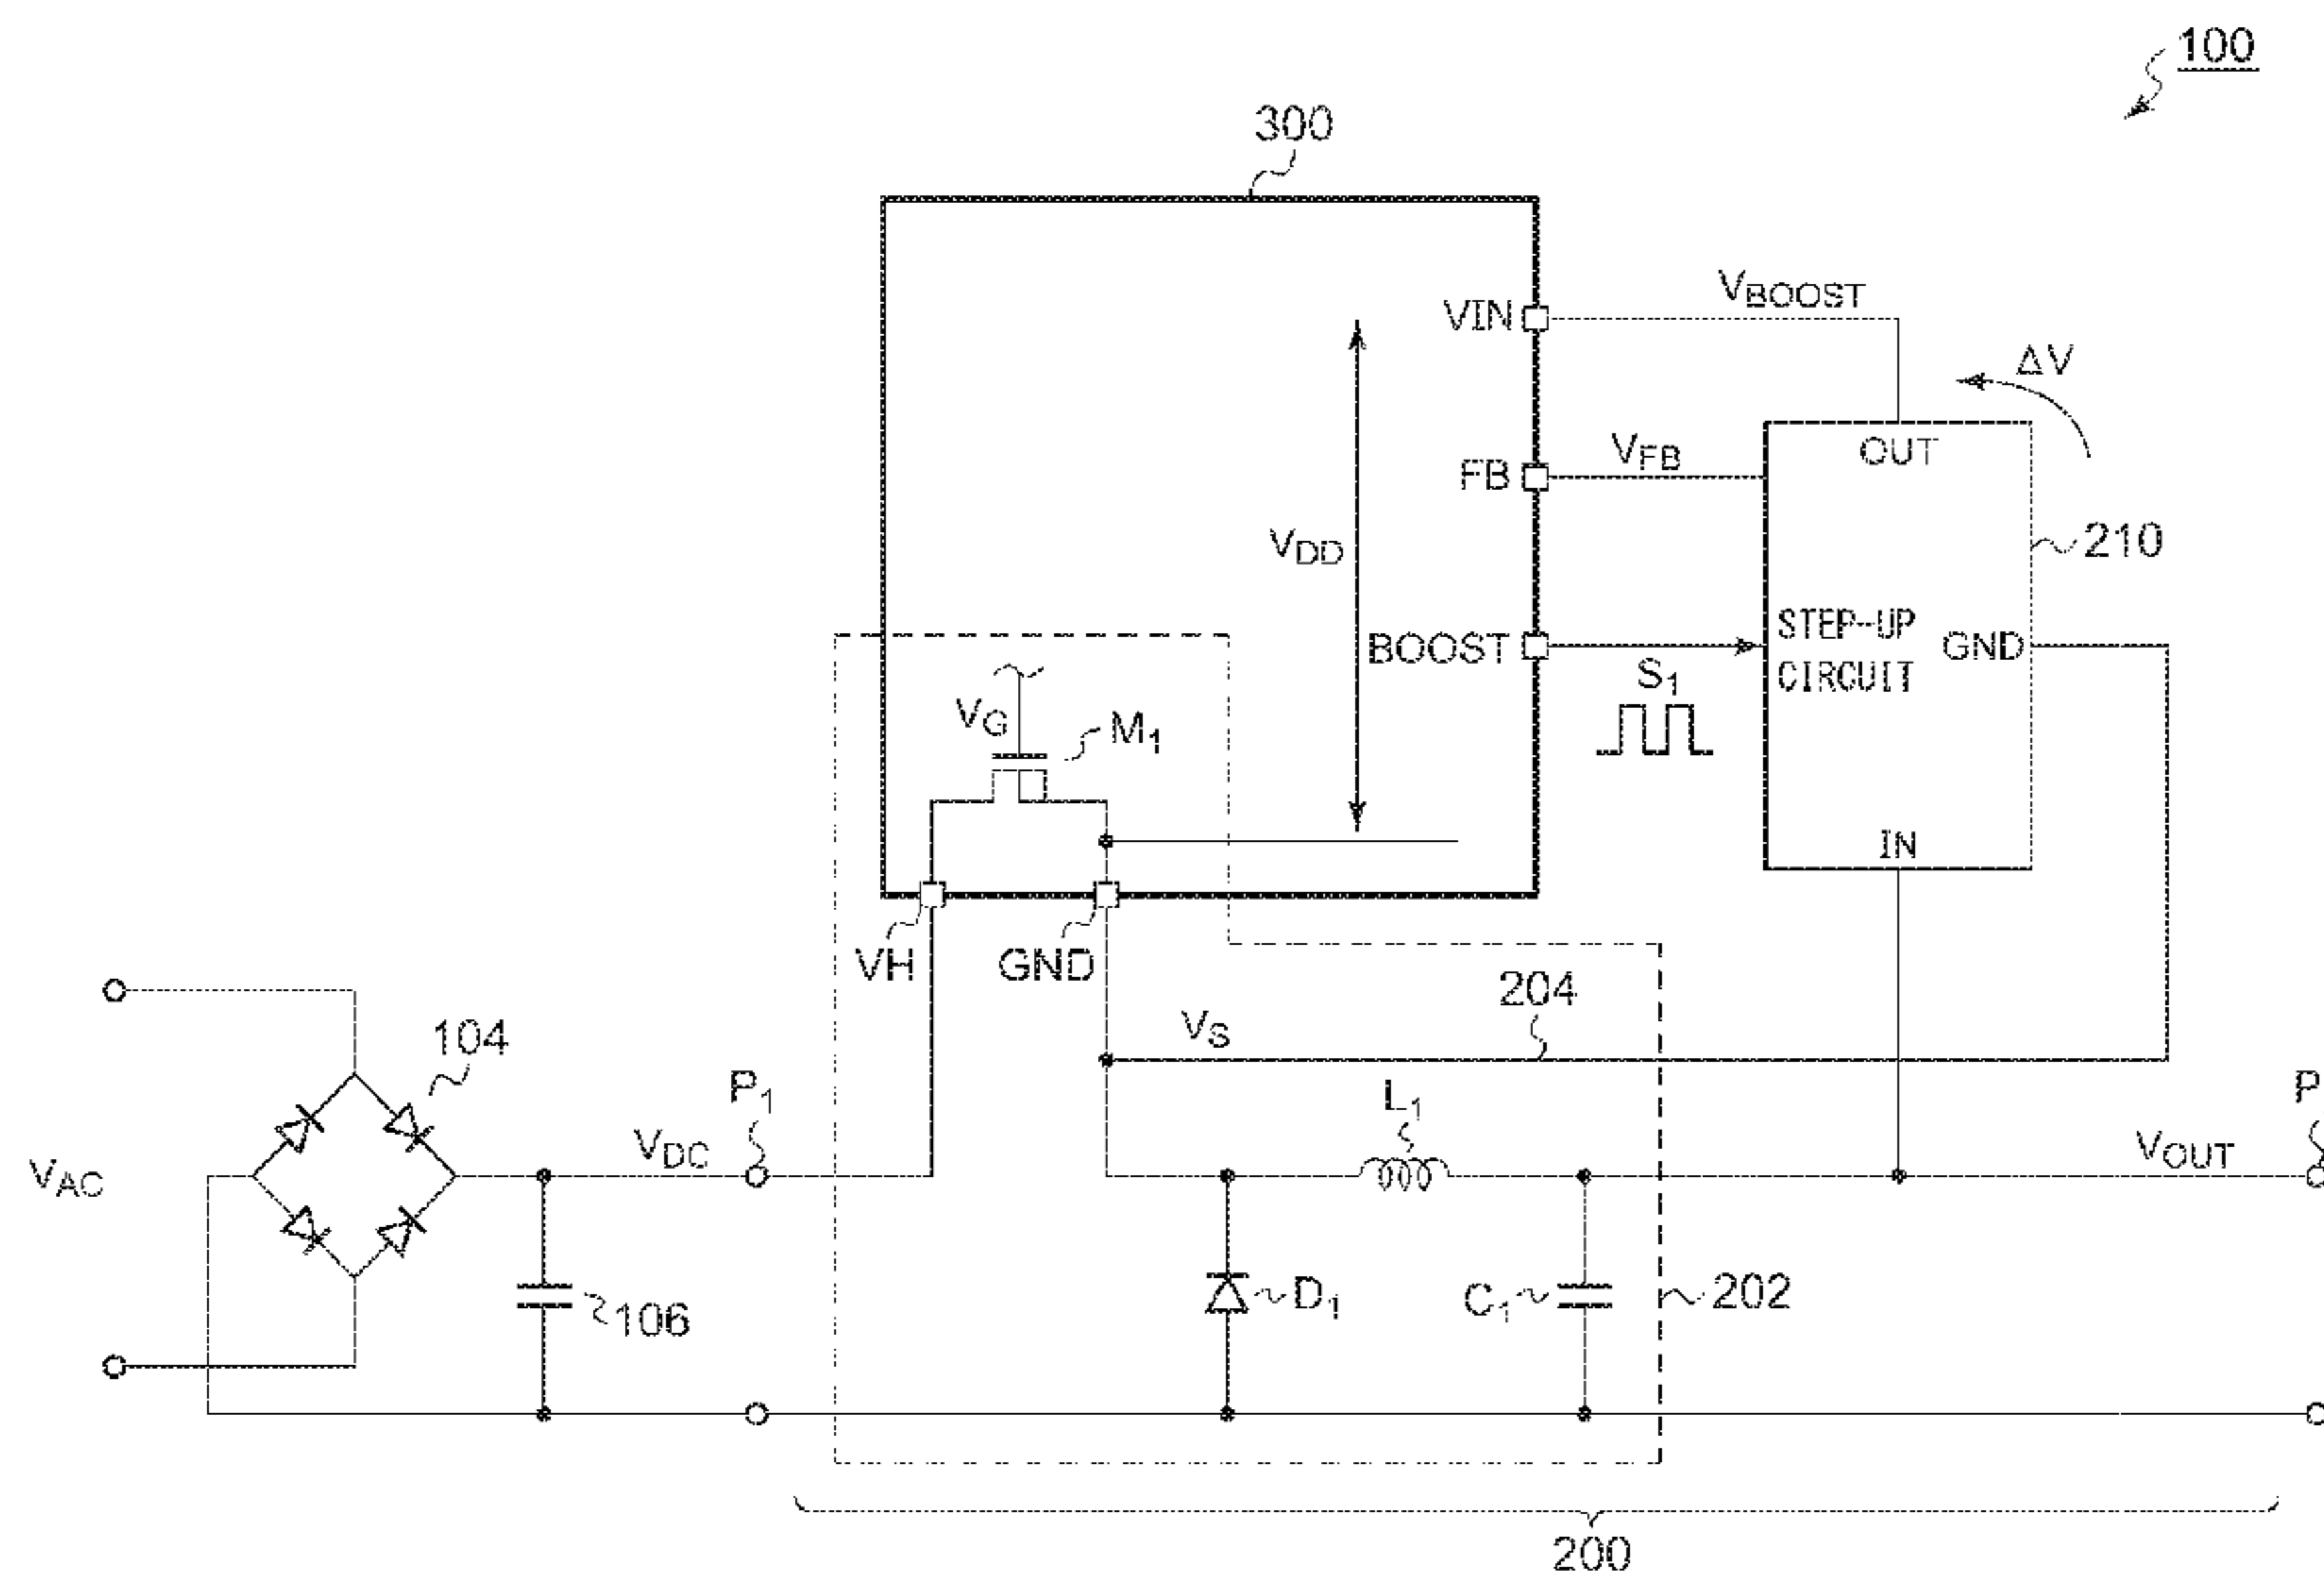 100
300
VIN
VBOOST
ΔV
OUT
FB
VFB
VDD
210
BOOST
S1
STEP-UP
CIRCUIT
GND
VG
M1
IN
VH
GND
204
VS
104
P1
L1
P
VAC
VDC
VOUT
106
D1
C1
202
200